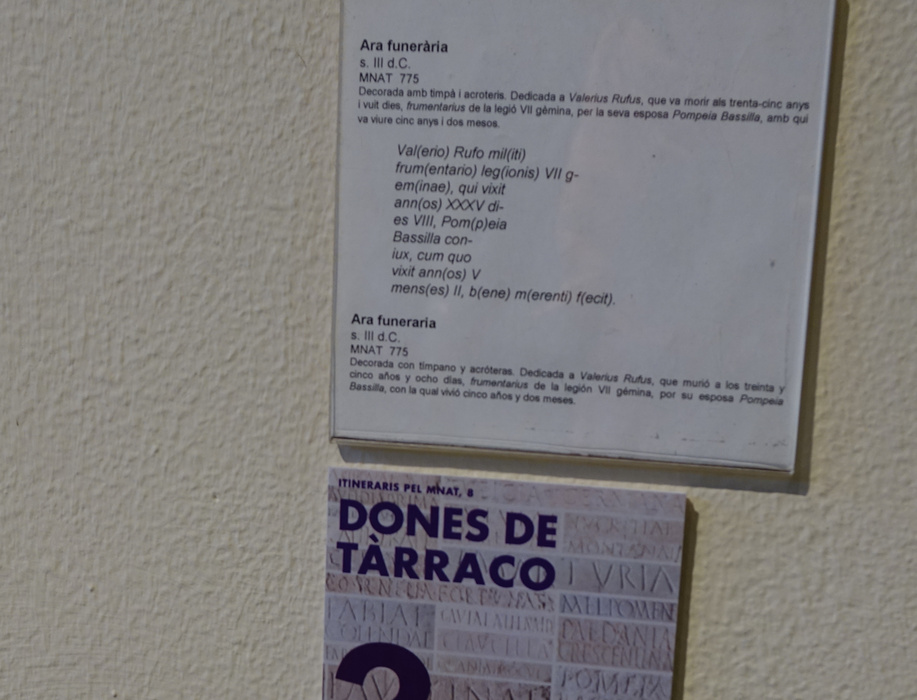 Ara funerària
s. III d.C.
MNAT 775
Decorada amb timpà i acroteris. Dedicada a Valerius Rufus, que va morir als trenta-cinc anys
i vuit dies, frumentarius de la legió VII gèmina, per la seva esposa Pompeia Bassilla, amb qui
va viure cinc anys i dos mesos.
Val(erio) Rufo mil(iti)
frum(entario) leg(ionis) VII g-
em(inae), qui vixit
ann(os) XXXV di-
es VIII, Pom(p)eia
Bassilla con-
iux, cum quo
vixit ann(os) V
mens(es) II, b(ene) m(erenti) f(ecit).
Ara funeraria
s. III d.C.
MNAT 775
Decorada con tímpano y acróteras. Dedicada a Valerius Rufus, que murió a los treinta y
cinco años y ocho días, frumentarius de la legión VII gémina, por su esposa Pompeia
Bassilla, con la qual vivió cinco años y dos meses.
ITINERARIS PEL MNAT, 8
DONES DE
TÀRRACO